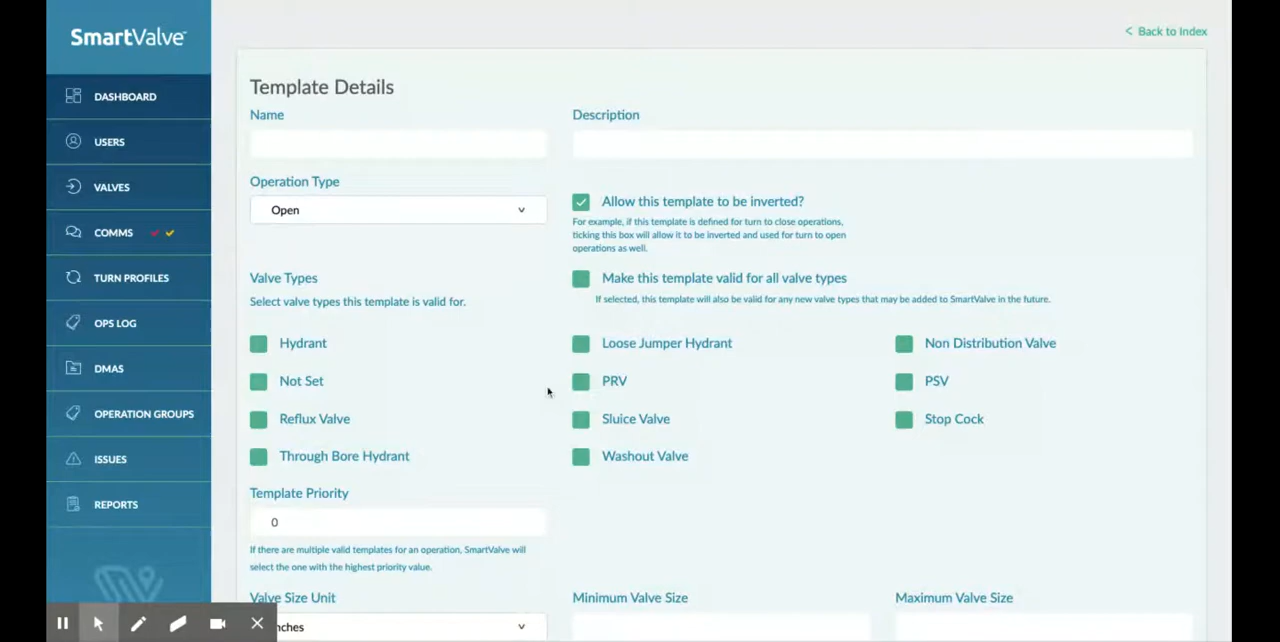 SmartValve
< Back to Index
DASHBOARD
USERS
VALVES
COMMS
TURN PROFILES
OPS LOG
DMAS
OPERATION GROUPS
ISSUES
REPORTS
Template Details
Name
Description
Operation Type
Open
Allow this template to be inverted?
For example, if this template is defined for turn to close operations,
ticking this box will allow it to be inverted and used for turn to open
operations as well.
Valve Types
Select valve types this template is valid for.
Make this template valid for all valve types
If selected, this template will also be valid for any new valve types that may be added to SmartValve in the future.
Hydrant
Loose Jumper Hydrant
Non Distribution Valve
Not Set
PRV
PSV
Reflux Valve
Sluice Valve
Stop Cock
Through Bore Hydrant
Washout Valve
Template Priority
0
If there are multiple valid templates for an operation, SmartValve will
select the one with the highest priority value.
Valve Size Unit
Minimum Valve Size
Maximum Valve Size
nches